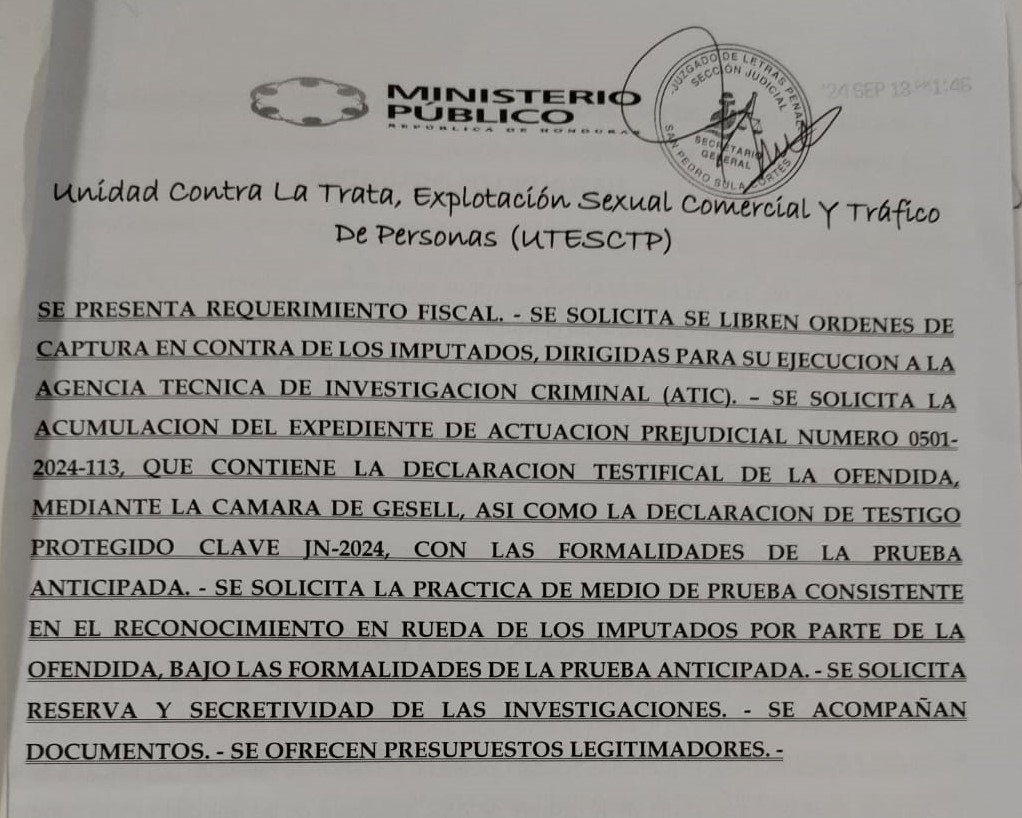 MINISTERIO
PÚBLICO
REPÚBLICA DE HONDURAS
JUZGADO DE LETRAS PENAL
SECCIÓN JUDICIAL
SECRETARIO
GENERAL
SAN PEDRO SULA CORTÉS
'24 SEP 13 PM 1:46
Unidad Contra La Trata, Explotación Sexual Comercial Y Tráfico
De Personas (UTESCTP)
SE PRESENTA REQUERIMIENTO FISCAL. - SE SOLICITA SE LIBREN ORDENES DE
CAPTURA EN CONTRA DE LOS IMPUTADOS, DIRIGIDAS PARA SU EJECUCION A LA
AGENCIA TECNICA DE INVESTIGACION CRIMINAL (ATIC). – SE SOLICITA LA
ACUMULACION DEL EXPEDIENTE DE ACTUACION PREJUDICIAL NUMERO 0501-
2024-113, QUE CONTIENE LA DECLARACION TESTIFICAL DE LA OFENDIDA,
MEDIANTE LA CAMARA DE GESELL, ASI COMO LA DECLARACION DE TESTIGO
PROTEGIDO CLAVE JN-2024, CON LAS FORMALIDADES DE LA PRUEBA
ANTICIPADA. - SE SOLICITA LA PRACTICA DE MEDIO DE PRUEBA CONSISTENTE
EN EL RECONOCIMIENTO EN RUEDA DE LOS IMPUTADOS POR PARTE DE LA
OFENDIDA, BAJO LAS FORMALIDADES DE LA PRUEBA ANTICIPADA. - SE SOLICITA
RESERVA Y SECRETIVIDAD DE LAS INVESTIGACIONES. - SE ACOMPAÑAN
DOCUMENTOS. - SE OFRECEN PRESUPUESTOS LEGITIMADORES. -